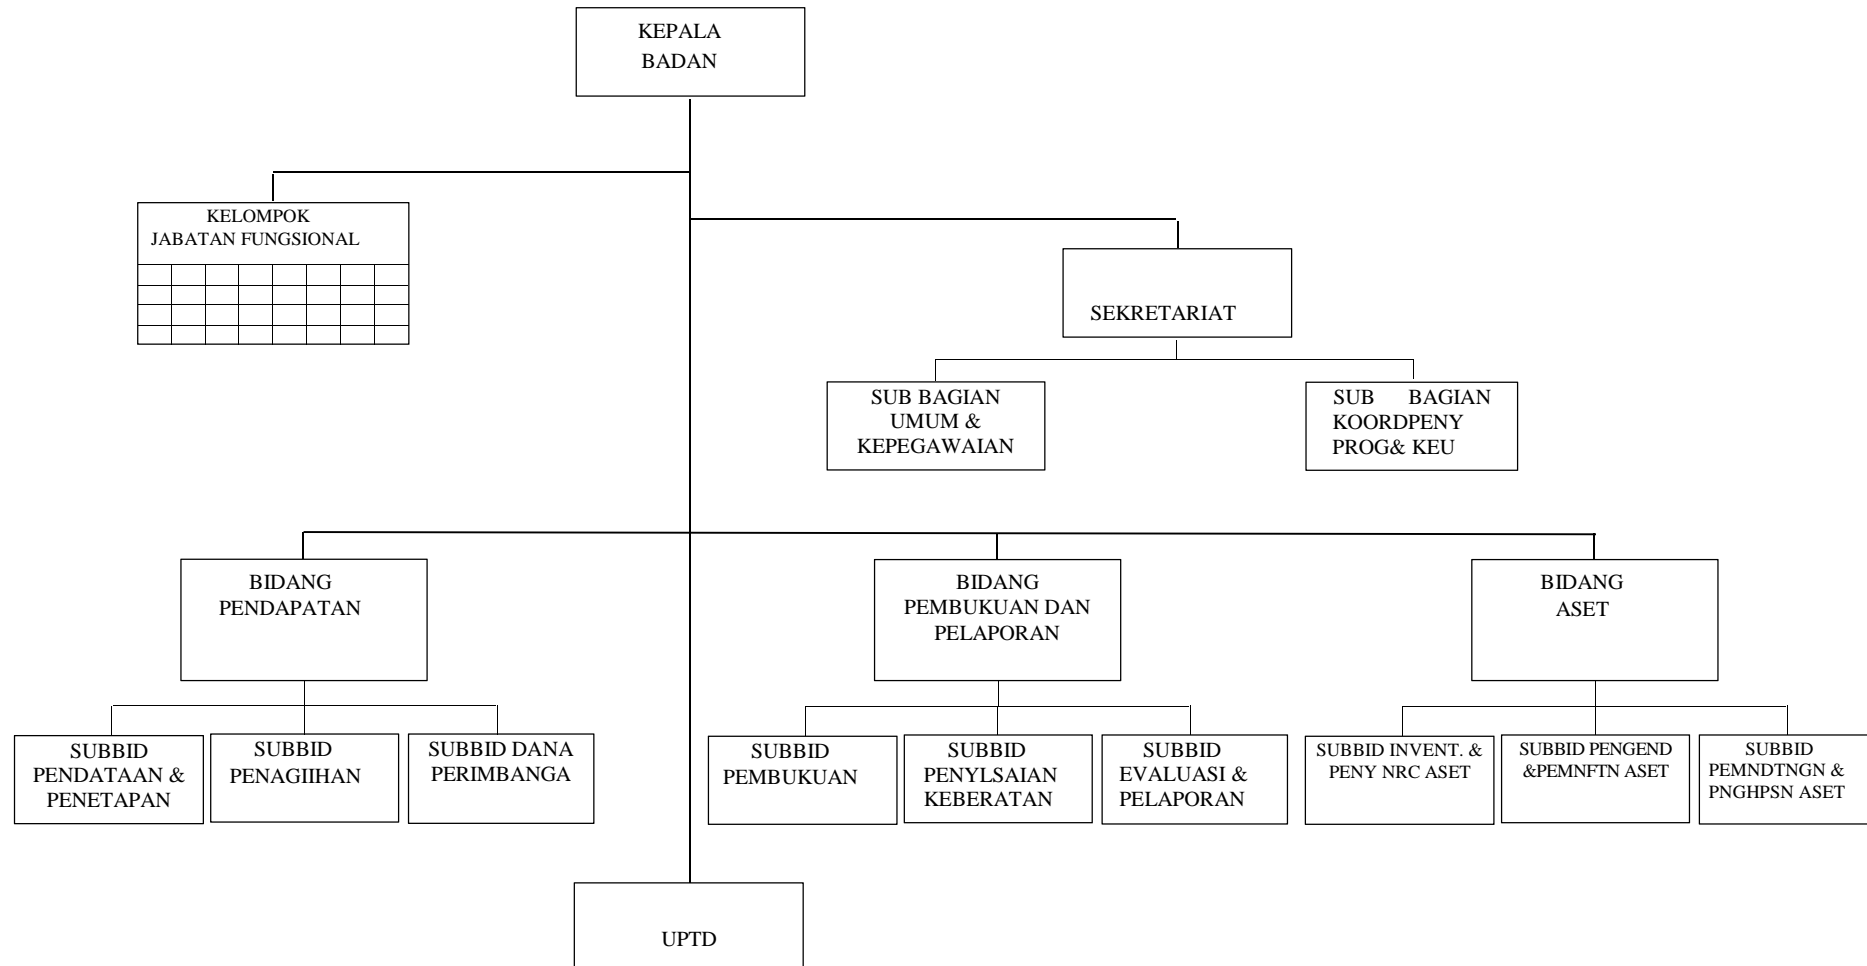 KEPALA
BADAN
KELOMPOK
JABATAN FUNGSIONAL
SEKRETARIAT
SUB BAGIAN
UMUM &
KEPEGAWAIAN
SUB BAGIAN
KOORDPENY
PROG& KEU
BIDANG
PENDAPATAN
BIDANG
PEMBUKUAN DAN
PELAPORAN
BIDANG
ASET
SUBBID
PENDATAAN &
PENETAPAN
SUBBID
PENAGIIHAN
SUBBID DANA
PERIMBANGA
SUBBID
PEMBUKUAN
SUBBID
PENYLSAIAN
KEBERATAN
SUBBID
EVALUASI &
PELAPORAN
SUBBID INVENT. &
PENY NRC ASET
SUBBID PENGEND
&PEMNFTN ASET
SUBBID
PEMNDTNGN &
PNGHPSN ASET
UPTD